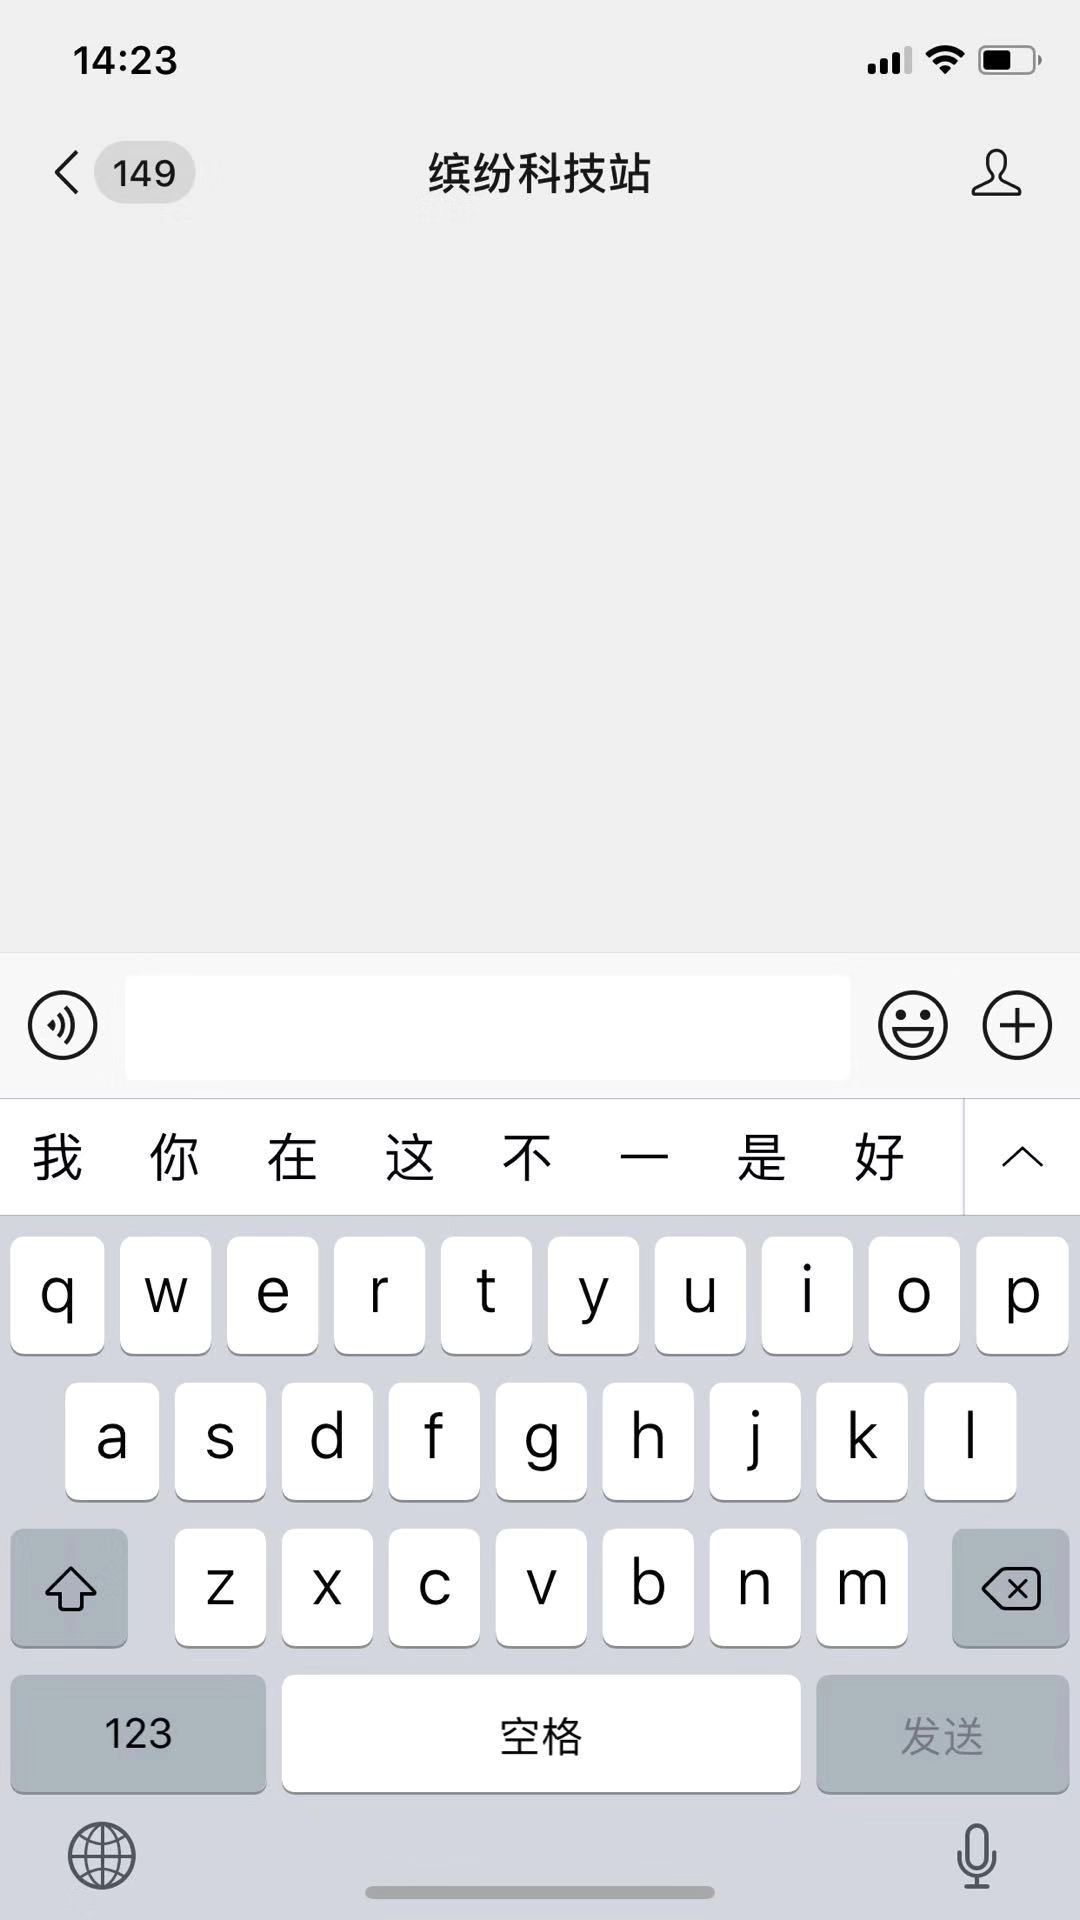 14:23
149 缤纷科技站
我 你 在 这 不 一 是 好
q w e r t y u i o p
a s d f g h j k l
z x c v b n m
123 空格 发送